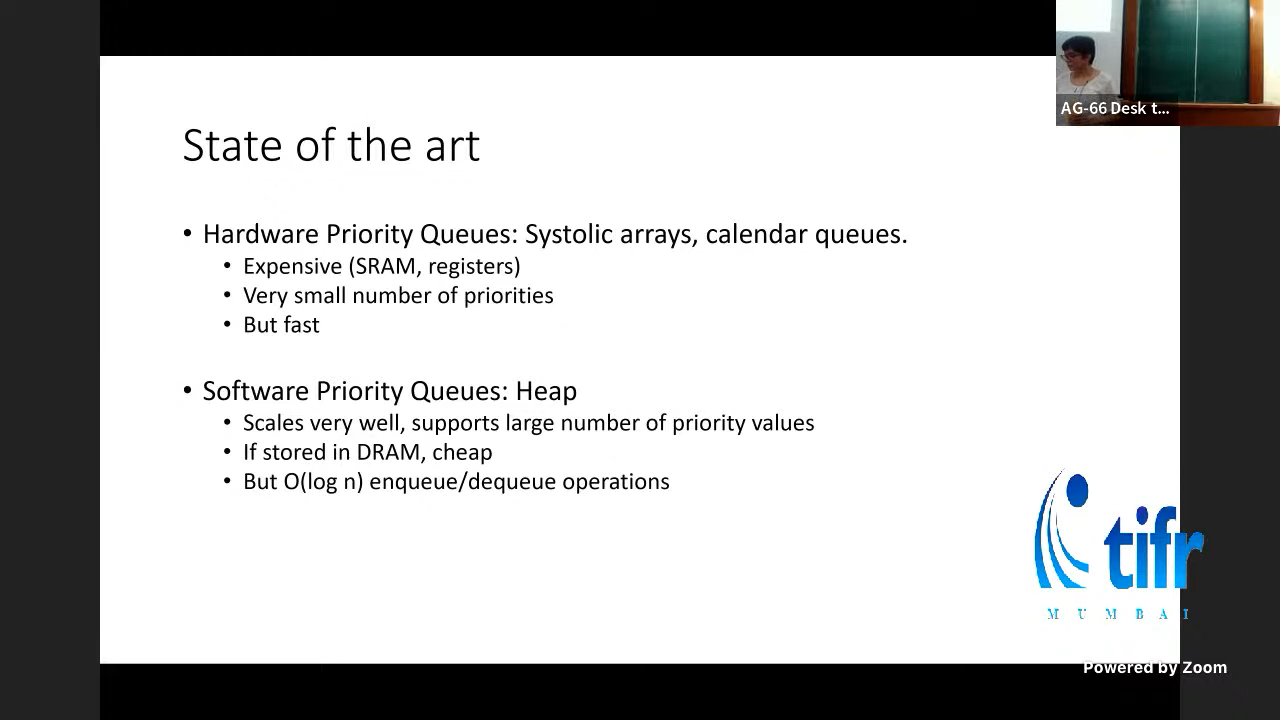 AG-66 Desk t...
State of the art
• Hardware Priority Queues: Systolic arrays, calendar queues.
• Expensive (SRAM, registers)
• Very small number of priorities
• But fast
• Software Priority Queues: Heap
• Scales very well, supports large number of priority values
• If stored in DRAM, cheap
• But O(log n) enqueue/dequeue operations
tifr
MUMBAI
Powered by Zoom